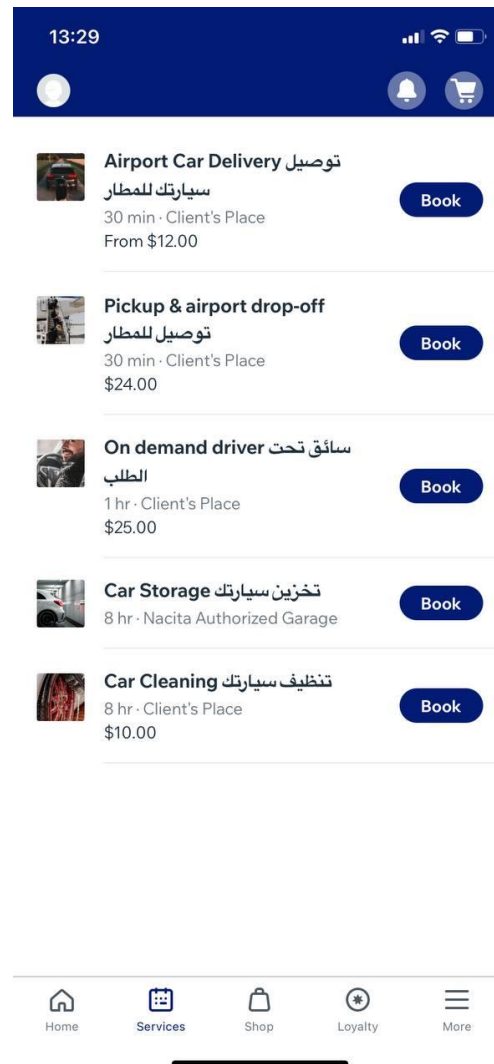 13:29
Airport Car Delivery توصيل
سيارتك للمطار
30 min · Client's Place
From $12.00
Book
Pickup & airport drop-off
توصيل للمطار
30 min · Client's Place
$24.00
Book
On demand driver سائق تحت
الطلب
1 hr · Client's Place
$25.00
Book
Car Storage تخزين سيارتك
8 hr · Nacita Authorized Garage
Book
Car Cleaning تنظيف سيارتك
8 hr · Client's Place
$10.00
Book
Home Services Shop Loyalty More